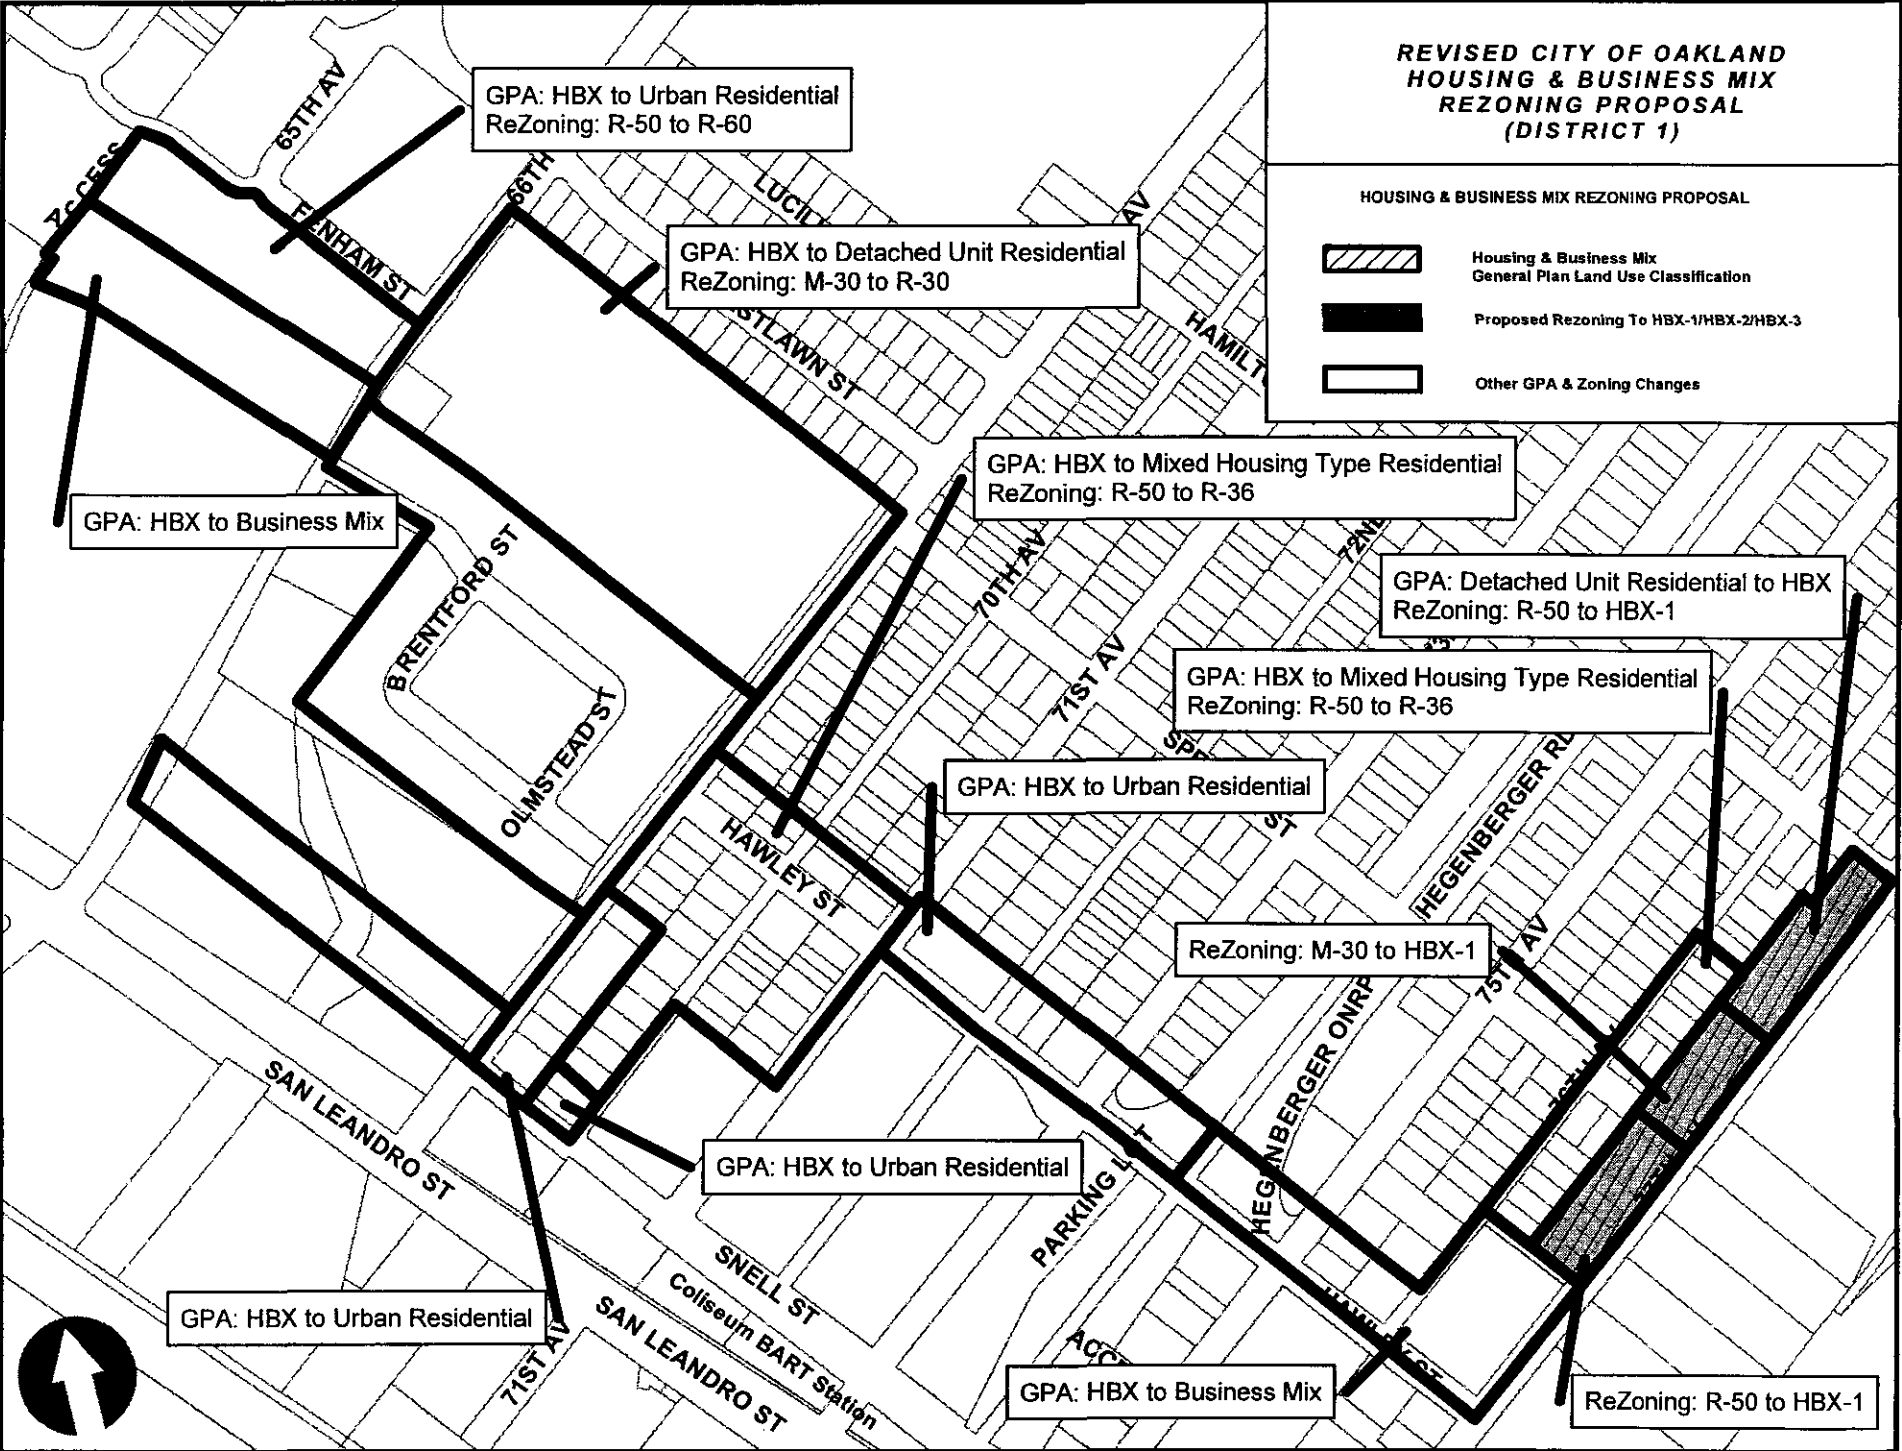 REVISED CITY OF OAKLAND
HOUSING & BUSINESS MIX
REZONING PROPOSAL
(DISTRICT 1)
HOUSING & BUSINESS MIX REZONING PROPOSAL
Housing & Business Mix
General Plan Land Use Classification
Proposed Rezoning To HBX-1/HBX-2/HBX-3
Other GPA & Zoning Changes
GPA: HBX to Urban Residential
ReZoning: R-50 to R-60
65TH AV
ACCESS
66TH
FENHAM ST
GPA: HBX to Detached Unit Residential
ReZoning: M-30 to R-30
AV
GPA: HBX to Mixed Housing Type Residential
ReZoning: R-50 to R-36
GPA: HBX to Business Mix
BRENTFORD ST
70TH AV
GPA: Detached Unit Residential to HBX
ReZoning: R-50 to HBX-1
71ST AV
GPA: HBX to Mixed Housing Type Residential
ReZoning: R-50 to R-36
OLMSTEAD ST
ST
GPA: HBX to Urban Residential
HAWLEY ST
HEGENBERGER RD
ReZoning: M-30 to HBX-1
75TH AV
HEGENBERGER ONRP
SAN LEANDRO ST
GPA: HBX to Urban Residential
PARKING
SNELL ST
Coliseum BART Station
SAN LEANDRO ST
GPA: HBX to Urban Residential
71ST AV
HAWLEY ST
GPA: HBX to Business Mix
ReZoning: R-50 to HBX-1